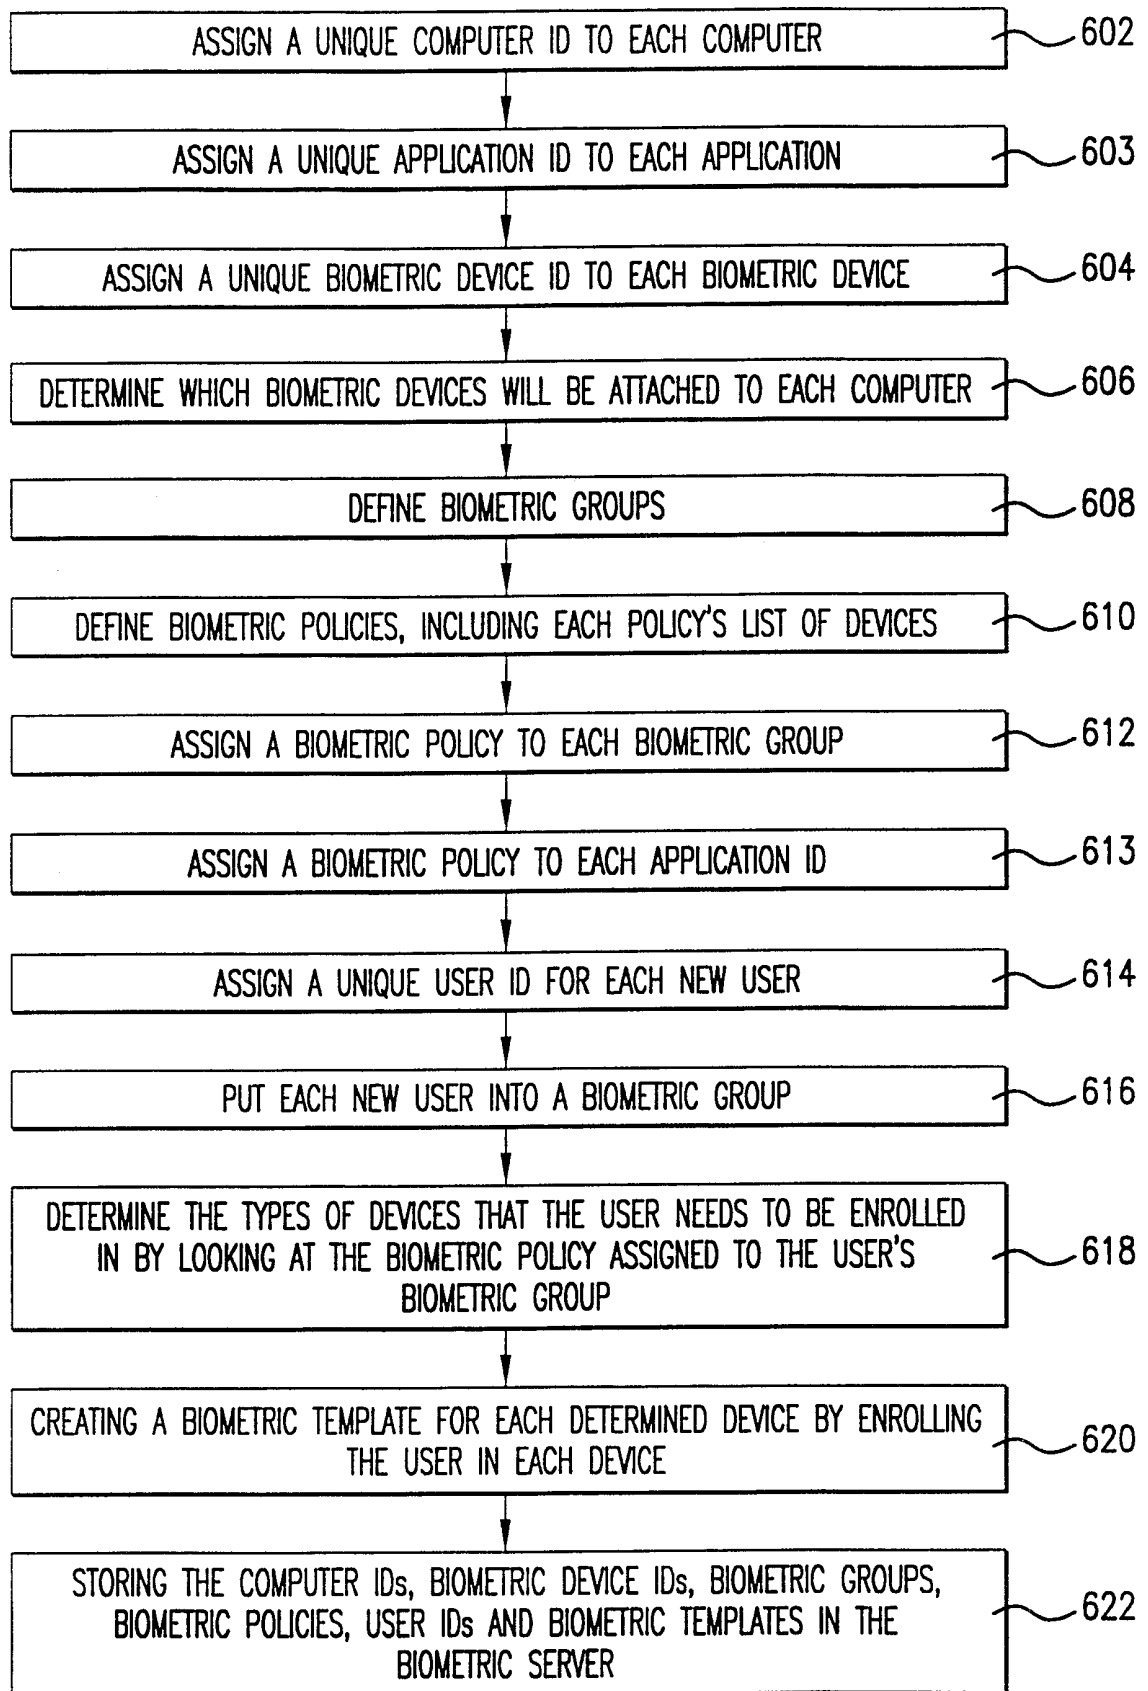 ASSIGN A UNIQUE COMPUTER ID TO EACH COMPUTER 602
ASSIGN A UNIQUE APPLICATION ID TO EACH APPLICATION 603
ASSIGN A UNIQUE BIOMETRIC DEVICE ID TO EACH BIOMETRIC DEVICE 604
DETERMINE WHICH BIOMETRIC DEVICES WILL BE ATTACHED TO EACH COMPUTER 606
DEFINE BIOMETRIC GROUPS 608
DEFINE BIOMETRIC POLICIES, INCLUDING EACH POLICY'S LIST OF DEVICES 610
ASSIGN A BIOMETRIC POLICY TO EACH BIOMETRIC GROUP 612
ASSIGN A BIOMETRIC POLICY TO EACH APPLICATION ID 613
ASSIGN A UNIQUE USER ID FOR EACH NEW USER 614
PUT EACH NEW USER INTO A BIOMETRIC GROUP 616
DETERMINE THE TYPES OF DEVICES THAT THE USER NEEDS TO BE ENROLLED
IN BY LOOKING AT THE BIOMETRIC POLICY ASSIGNED TO THE USER'S 618
BIOMETRIC GROUP
CREATING A BIOMETRIC TEMPLATE FOR EACH DETERMINED DEVICE BY ENROLLING
THE USER IN EACH DEVICE 620
STORING THE COMPUTER IDs, BIOMETRIC DEVICE IDs, BIOMETRIC GROUPS,
BIOMETRIC POLICIES, USER IDs AND BIOMETRIC TEMPLATES IN THE 622
BIOMETRIC SERVER